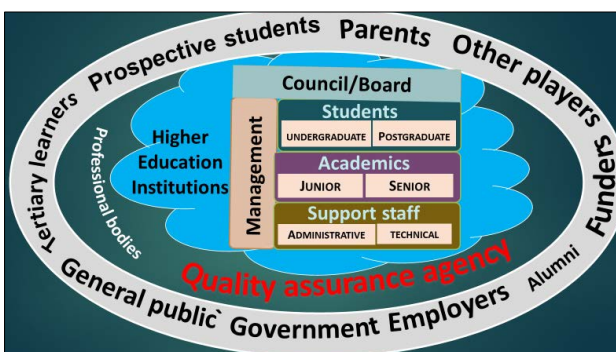 Prospective students
Parents
Other players
Funders
Alumni
Employers
Government
General public`
Tertiary learners
Professional bodies
Higher
Education
Institutions
Council/Board
Management
Students
UNDERGRADUATE POSTGRADUATE
Academics
JUNIOR SENIOR
Support staff
ADMINISTRATIVE TECHNICAL
Quality assurance agency